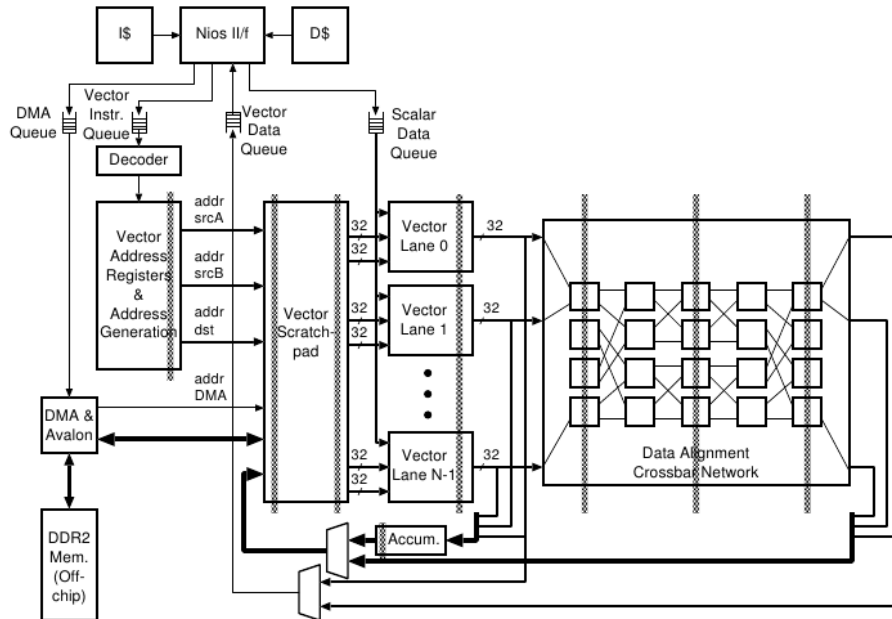 I$
Nios II/f
D$
DMA
Queue
Vector
Instr.
Queue
Vector
Data
Queue
Scalar
Data
Queue
Decoder
Vector
Address
Registers
&
Address
Generation
addr
srcA
addr
srcB
addr
dst
addr
DMA
Vector
Scratch-
pad
32
32
32
32
32
32
Vector
Lane 0
Vector
Lane 1
Vector
Lane N-1
32
32
32
Data Alignment
Crossbar Network
DMA &
Avalon
Accum.
DDR2
Mem.
(Off-
chip)